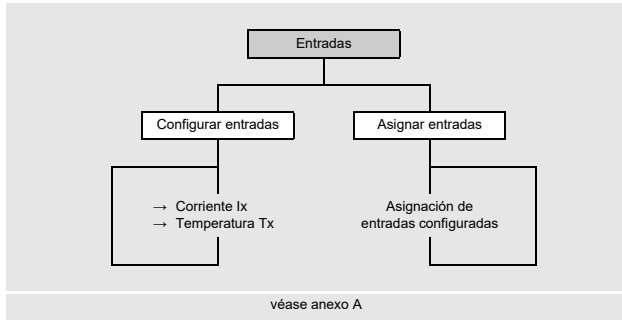 Entradas
Configurar entradas
Asignar entradas
→ Corriente Ix
→ Temperatura Tx
Asignación de
entradas configuradas
véase anexo A